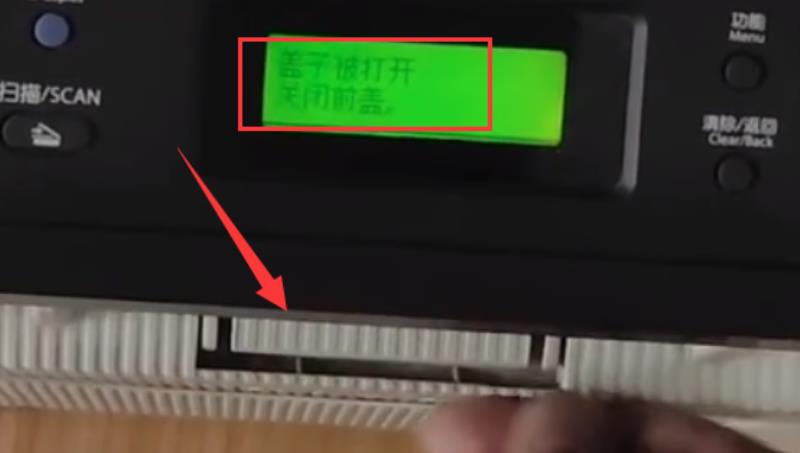 扫描/SCAN
盖子被打开
关闭前盖。
功能
Menu
清除/返回
Clear/Back